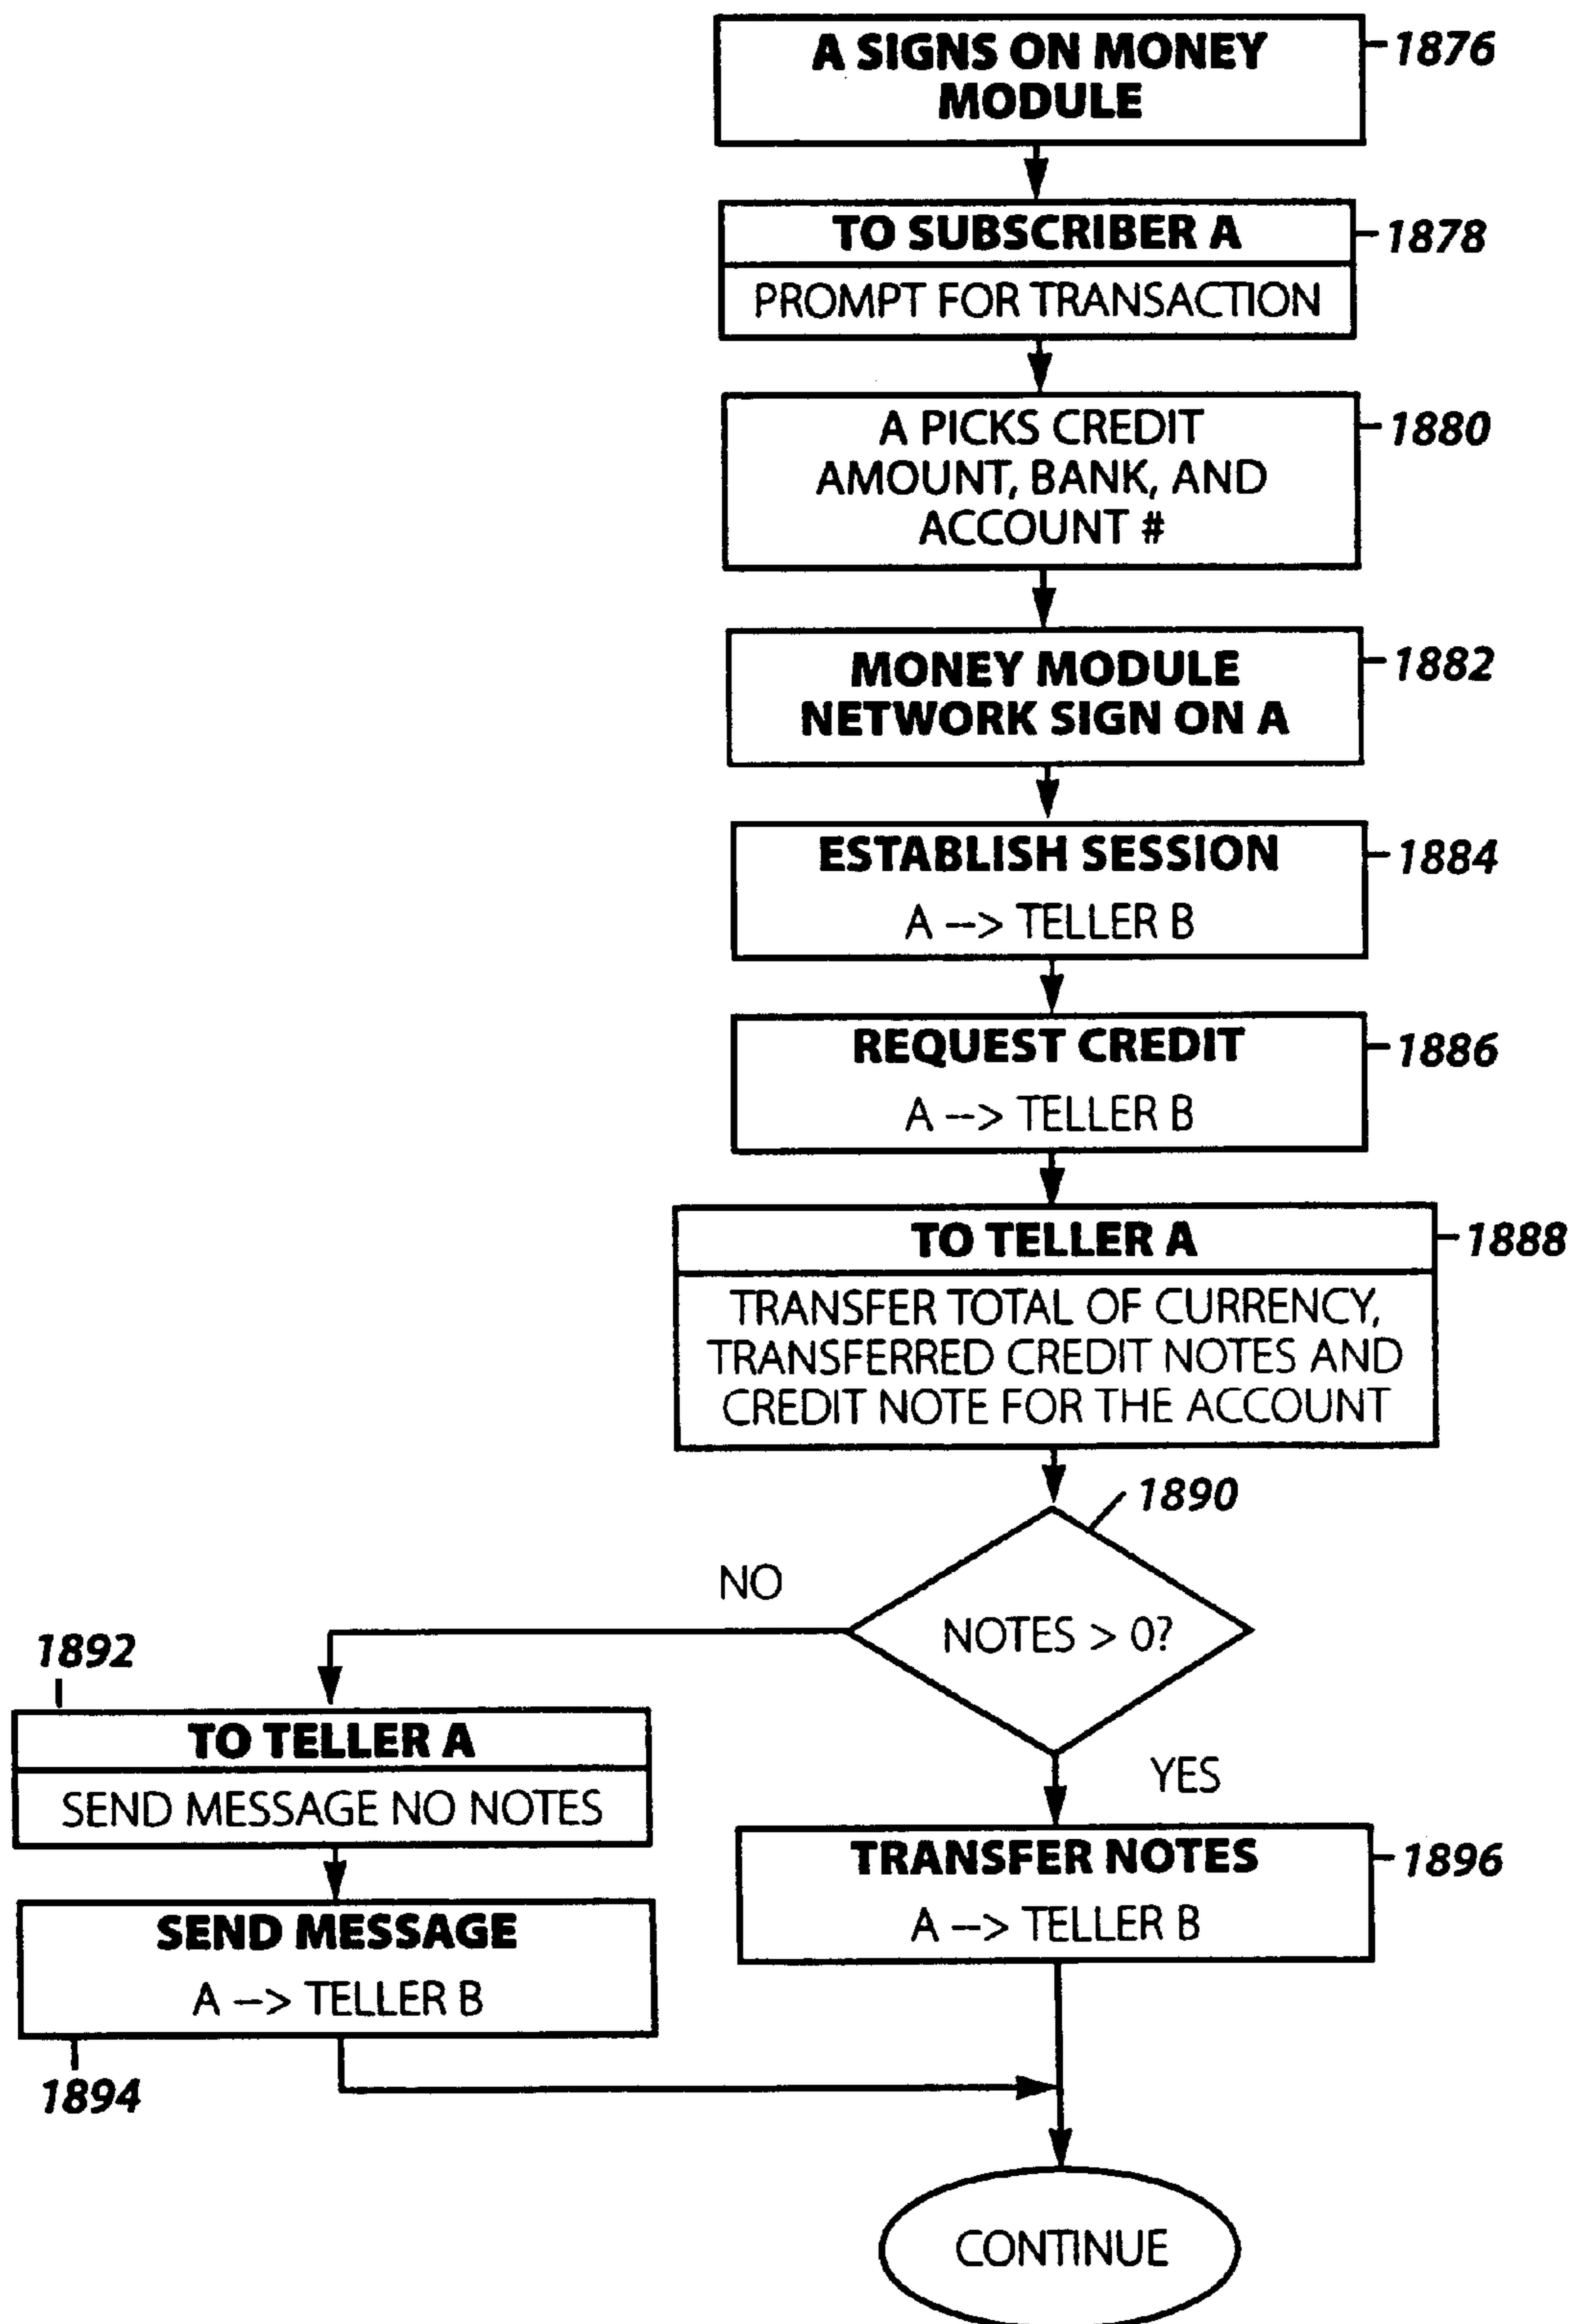 A SIGNS ON MONEY
MODULE
1876
TO SUBSCRIBER A
1878
PROMPT FOR TRANSACTION
A PICKS CREDIT
AMOUNT, BANK, AND
ACCOUNT #
1880
MONEY MODULE
NETWORK SIGN ON A
1882
ESTABLISH SESSION
A --> TELLER B
1884
REQUEST CREDIT
A --> TELLER B
1886
TO TELLER A
1888
TRANSFER TOTAL OF CURRENCY,
TRANSFERRED CREDIT NOTES AND
CREDIT NOTE FOR THE ACCOUNT
1890
NOTES > 0?
NO
YES
1892
TO TELLER A
SEND MESSAGE NO NOTES
SEND MESSAGE
A --> TELLER B
1894
TRANSFER NOTES
A --> TELLER B
1896
CONTINUE